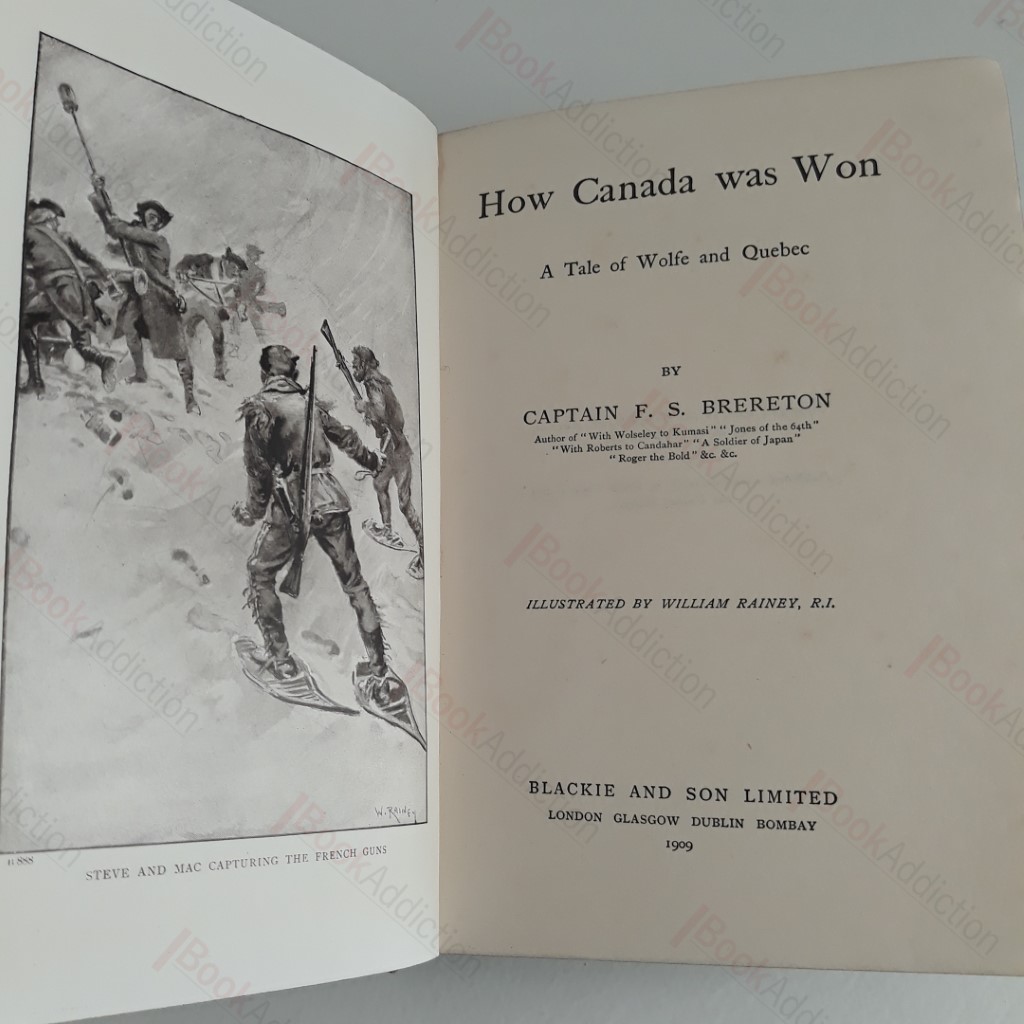 W. RAINEY
B 888
STEVE AND MAC CAPTURING THE FRENCH GUNS
How Canada was Won
A Tale of Wolfe and Quebec
BY
CAPTAIN F. S. BRERETON
Author of "With Wolseley to Kumasi" "Jones of the 64th"
"With Roberts to Candahar" "A Soldier of Japan"
"Roger the Bold" &c. &c.
ILLUSTRATED BY WILLIAM RAINEY, R.I.
BLACKIE AND SON LIMITED
LONDON GLASGOW DUBLIN BOMBAY
1909
BookAddiction